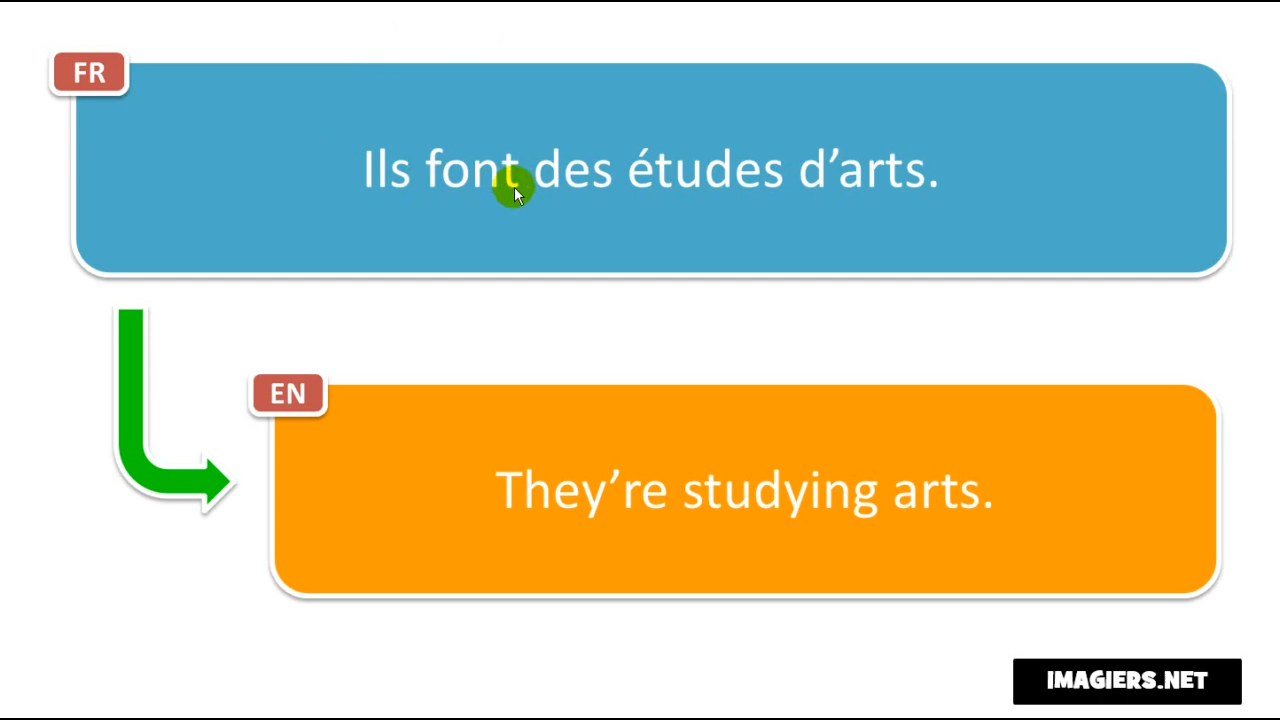 FR
Ils font des études d’arts.
EN
They’re studying arts.
IMAGIERS.NET